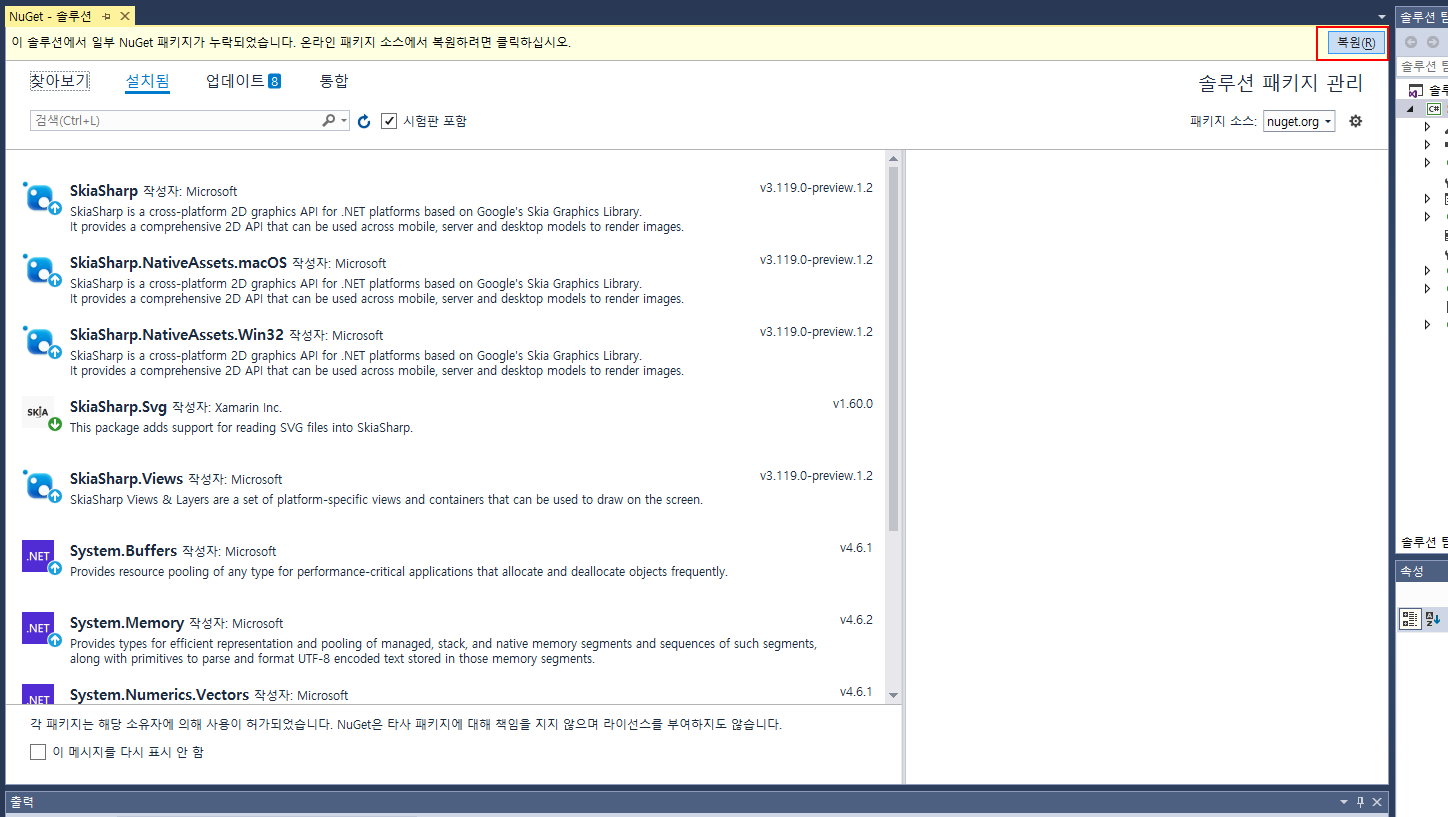 NuGet - 솔루션
솔루션 탐
이 솔루션에서 일부 NuGet 패키지가 누락되었습니다. 온라인 패키지 소스에서 복원하려면 클릭하십시오.
복원(R)
찾아보기 설치됨 업데이트 8 통합
솔루션 패키지 관리
검색(Ctrl+L)
시험판 포함
패키지 소스: nuget.org
솔루션 탐
솔루
C#
SkiaSharp 작성자: Microsoft
v3.119.0-preview.1.2
SkiaSharp is a cross-platform 2D graphics API for .NET platforms based on Google's Skia Graphics Library.
It provides a comprehensive 2D API that can be used across mobile, server and desktop models to render images.
SkiaSharp.NativeAssets.macOS 작성자: Microsoft
v3.119.0-preview.1.2
SkiaSharp is a cross-platform 2D graphics API for .NET platforms based on Google's Skia Graphics Library.
It provides a comprehensive 2D API that can be used across mobile, server and desktop models to render images.
SkiaSharp.NativeAssets.Win32 작성자: Microsoft
v3.119.0-preview.1.2
SkiaSharp is a cross-platform 2D graphics API for .NET platforms based on Google's Skia Graphics Library.
It provides a comprehensive 2D API that can be used across mobile, server and desktop models to render images.
SKIA
SkiaSharp.Svg 작성자: Xamarin Inc.
v1.60.0
This package adds support for reading SVG files into SkiaSharp.
SkiaSharp.Views 작성자: Microsoft
v3.119.0-preview.1.2
SkiaSharp Views & Layers are a set of platform-specific views and containers that can be used to draw on the screen.
.NET
System.Buffers 작성자: Microsoft
v4.6.1
Provides resource pooling of any type for performance-critical applications that allocate and deallocate objects frequently.
.NET
System.Memory 작성자: Microsoft
v4.6.2
Provides types for efficient representation and pooling of managed, stack, and native memory segments and sequences of such segments,
along with primitives to parse and format UTF-8 encoded text stored in those memory segments.
.NET
System.Numerics.Vectors 작성자: Microsoft
v4.6.1
각 패키지는 해당 소유자에 의해 사용이 허가되었습니다. NuGet은 타사 패키지에 대해 책임을 지지 않으며 라이선스를 부여하지도 않습니다.
이 메시지를 다시 표시 안 함
솔루션 탐
속성
출력